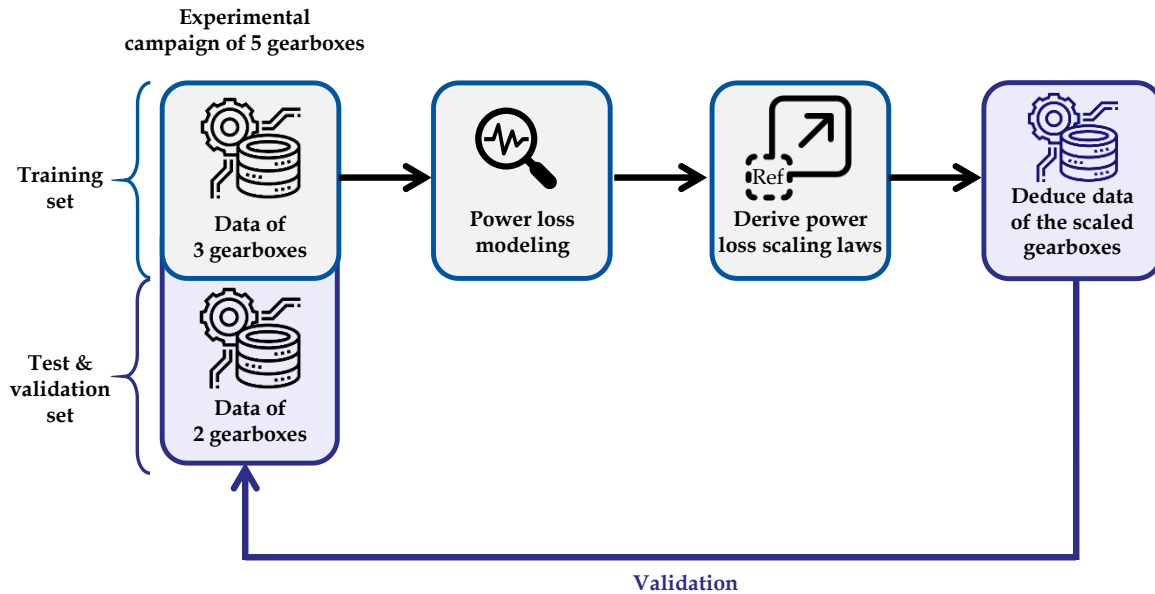 Experimental
campaign of 5 gearboxes
Training
set
Data of
3 gearboxes
Power loss
modeling
Ref
Derive power
loss scaling laws
Deduce data
of the scaled
gearboxes
Test &
validation
set
Data of
2 gearboxes
Validation